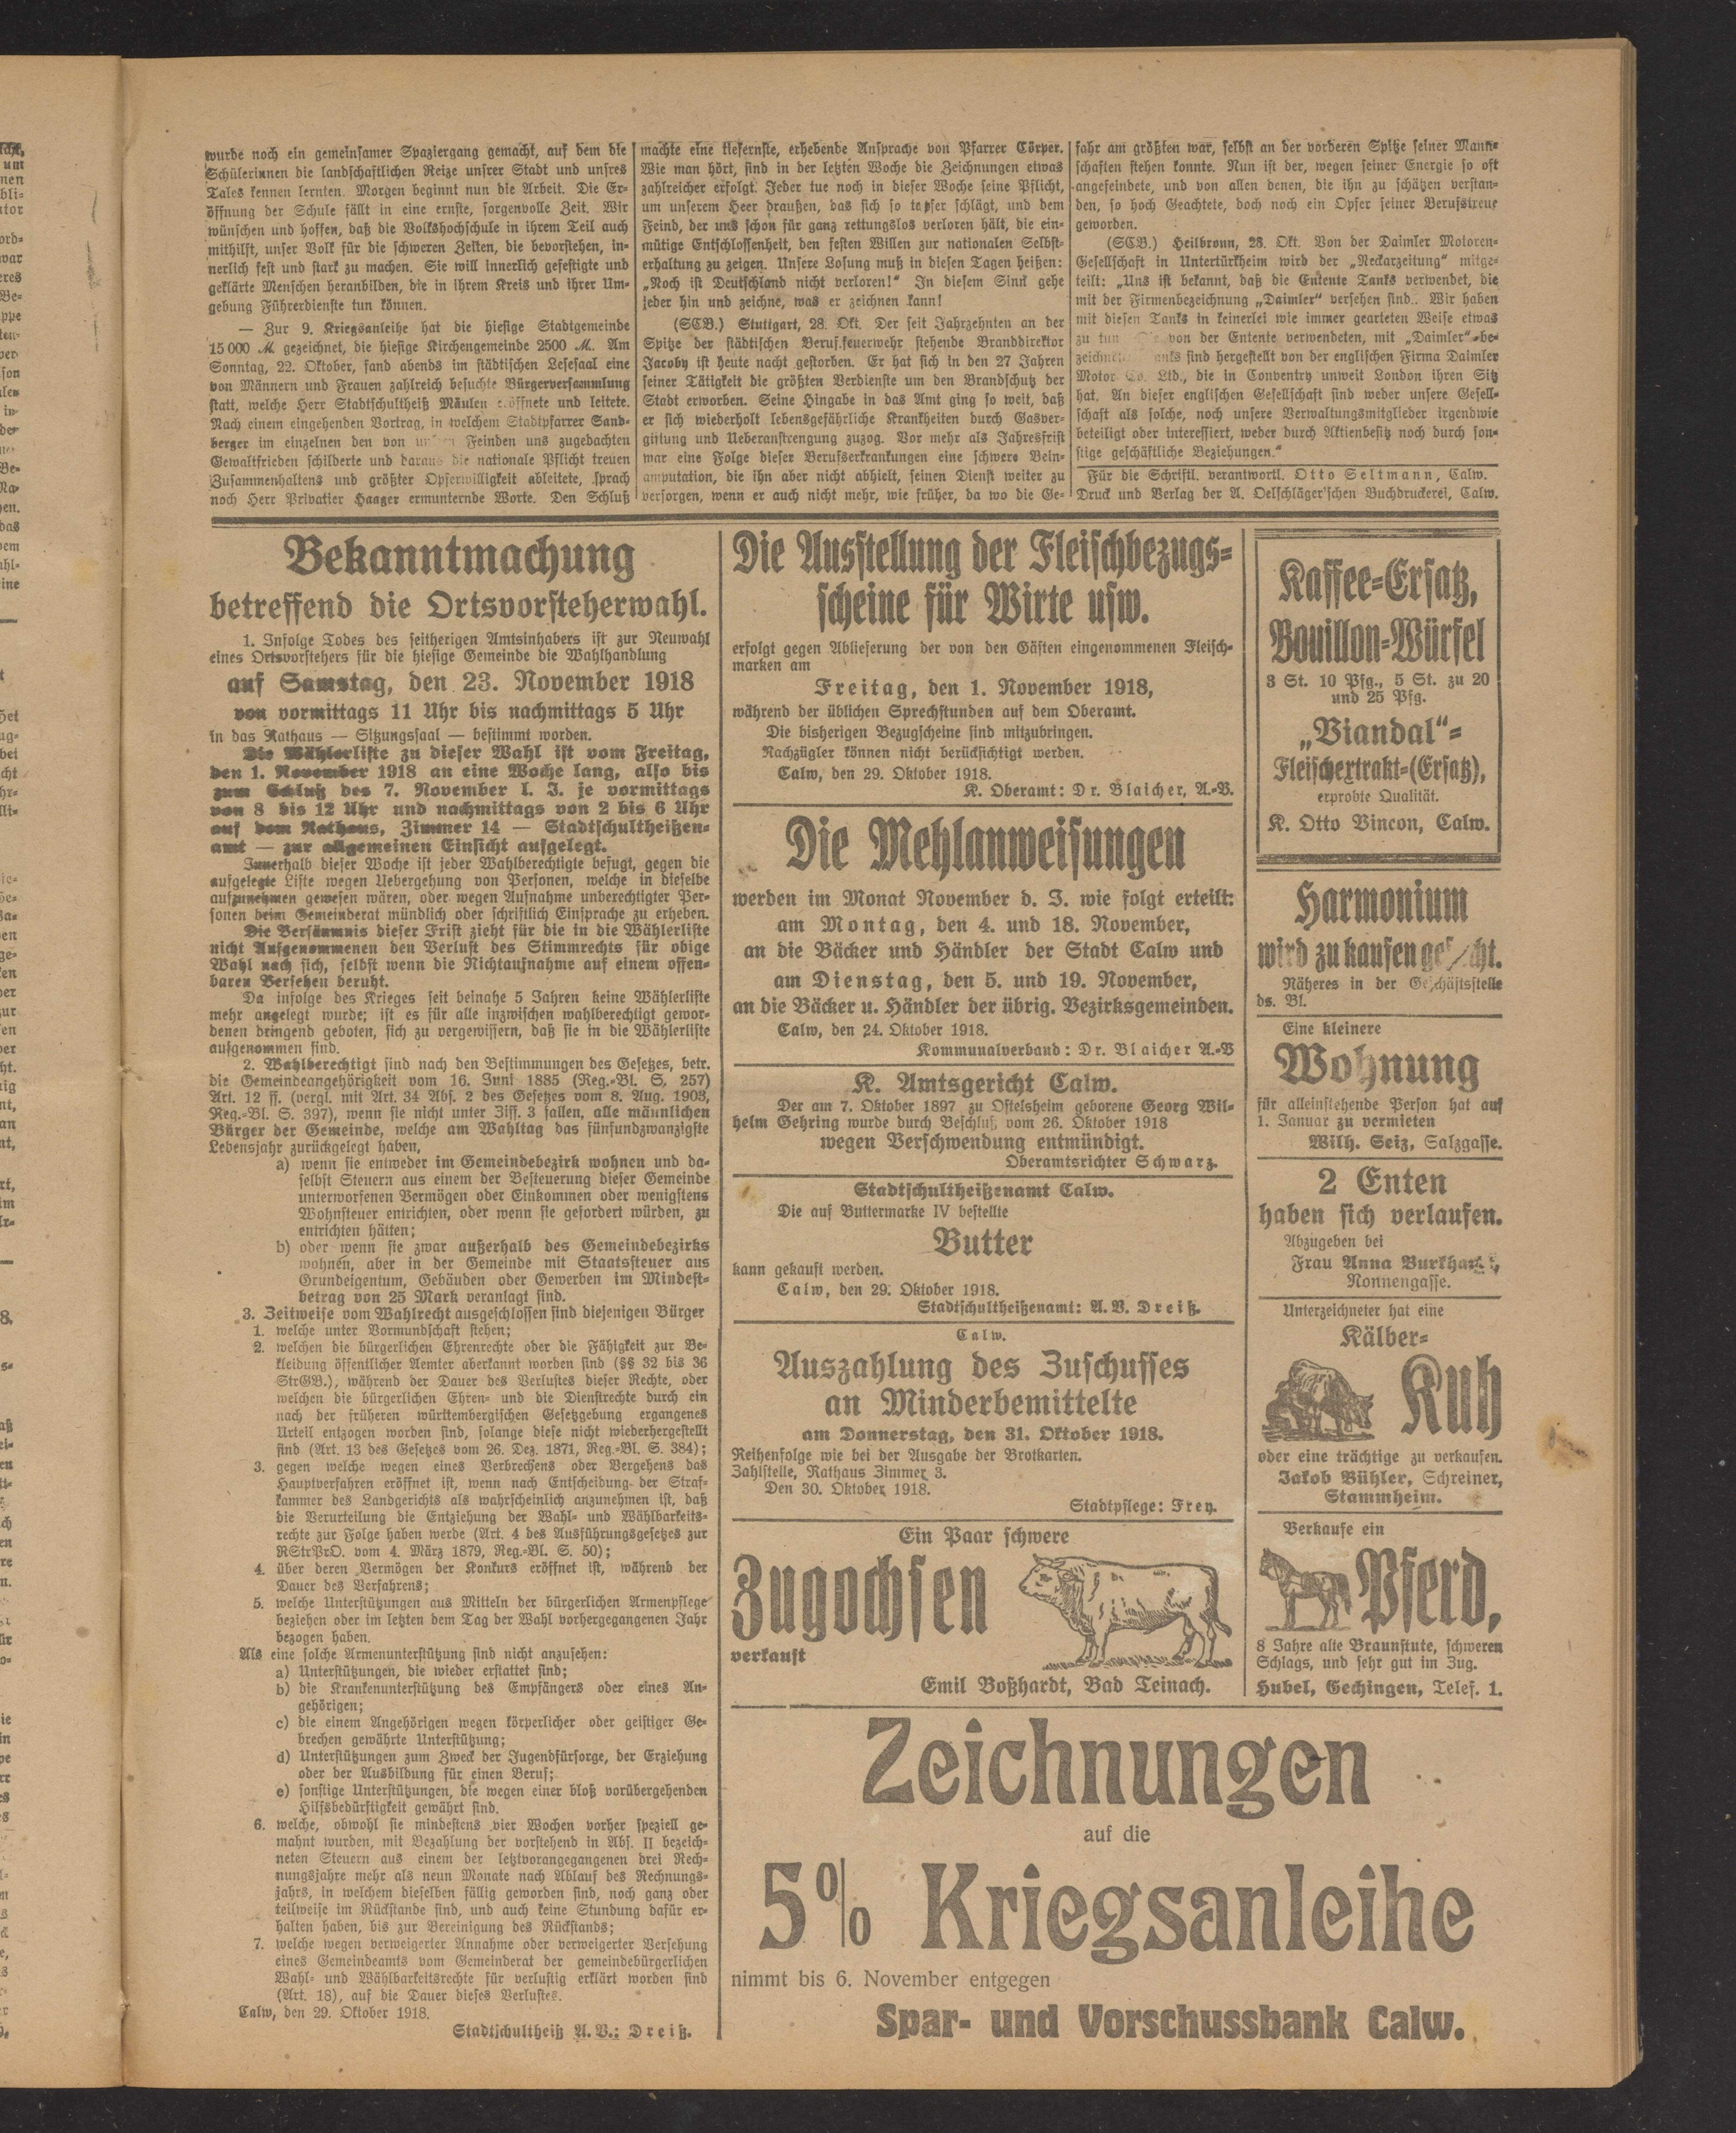 wurde noch ein gemeinsamer Spaziergang gemacht, auf dem die
Schülerinnen die landschaftlichen Reize unsrer Stadt und unsres
Tales kennen lernten. Morgen beginnt nun die Arbeit. Die Er-
öffnung der Schule fällt in eine ernste, sorgenvolle Zeit. Wir
wünschen und hoffen, daß die Volkshochschule in ihrem Teil auch
mithilft, unser Volk für die schweren Zeiten, die bevorstehen, in-
nerlich fest und stark zu machen. Sie will innerlich gefestigte und
geklärte Menschen heranbilden, die in ihrem Kreis und ihrer Um-
gebung Führerdienste tun können.
— Zur 9. Kriegsanleihe hat die hiesige Stadtgemeinde
15 000 M. gezeichnet, die hiesige Kirchengemeinde 2500 M. Am
Sonntag, 22. Oktober, fand abends im städtischen Lesesaal eine
von Männern und Frauen zahlreich besuchte Bürgerversammlung
statt, welche Herr Stadtschultheiß Mäulen eröffnete und leitete.
Nach einem eingehenden Vortrag, in welchem Stadtpfarrer Sand-
berger im einzelnen den von Feinden uns zugedachten
Gewaltfrieden schilderte und daraus die nationale Pflicht treuen
Zusammenhaltens und größter Opferwilligkeit ableitete, sprach
noch Herr Privatier Haager ermunternde Worte. Den Schluß
machte eine tiefernste, erhebende Ansprache von Pfarrer Cörper.
Wie man hört, sind in der letzten Woche die Zeichnungen etwas
zahlreicher erfolgt. Jeder tue noch in dieser Woche seine Pflicht,
um unserem Heer draußen, das sich so tapfer schlägt, und dem
Feind, der uns schon für ganz rettungslos verloren hält, die ein-
mütige Entschlossenheit, den festen Willen zur nationalen Selbst-
erhaltung zu zeigen. Unsere Losung muß in diesen Tagen heißen:
„Noch ist Deutschland nicht verloren!“ In diesem Sinn gehe
jeder hin und zeichne, was er zeichnen kann!
(SCB.) Stuttgart, 28. Okt. Der seit Jahrzehnten an der
Spitze der städtischen Berufsfeuerwehr stehende Branddirektor
Jacoby ist heute nacht gestorben. Er hat sich in den 27 Jahren
seiner Tätigkeit die größten Verdienste um den Brandschutz der
Stadt erworben. Seine Hingabe in das Amt ging so weit, daß
er sich wiederholt lebensgefährliche Krankheiten durch Gasver-
giftung und Ueberanstrengung zuzog. Vor mehr als Jahresfrist
war eine Folge dieser Berufserkrankungen eine schwere Bein-
amputation, die ihn aber nicht abhielt, seinen Dienst weiter zu
versorgen, wenn er auch nicht mehr, wie früher, da wo die Ge-
fahr am größten war, selbst an der vorderen Spitze seiner Mann-
schaften stehen konnte. Nun ist der, wegen seiner Energie so oft
angefeindete, und von allen denen, die ihn zu schätzen verstan-
den, so hoch Geachtete, doch noch ein Opfer seiner Berufstreue
geworden.
(SCB.) Heilbronn, 28. Okt. Von der Daimler Motoren-
Gesellschaft in Untertürkheim wird der „Neckarzeitung“ mitge-
teilt: „Uns ist bekannt, daß die Entente Tanks verwendet, die
mit der Firmenbezeichnung „Daimler“ versehen sind. Wir haben
mit diesen Tanks in keinerlei wie immer gearteten Weise etwas
zu tun von der Entente verwendeten, mit „Daimler“ be-
zeichneten sind hergestellt von der englischen Firma Daimler
Motor Co. Ltd., die in Conventry unweit London ihren Sitz
hat. An dieser englischen Gesellschaft sind weder unsere Gesell-
schaft als solche, noch unsere Verwaltungsmitglieder irgendwie
beteiligt oder interessiert, weder durch Aktienbesitz noch durch son-
stige geschäftliche Beziehungen.“
Für die Schriftl. verantwortl. Otto Seltmann, Calw.
Druck und Verlag der A. Oelschläger'schen Buchdruckerei, Calw.
Bekanntmachung
betreffend die Ortsvorsteherwahl.
1. Infolge Todes des seitherigen Amtsinhabers ist zur Neuwahl
eines Ortsvorstehers für die hiesige Gemeinde die Wahlhandlung
auf Samstag, den 23. November 1918
von vormittags 11 Uhr bis nachmittags 5 Uhr
in das Rathaus — Sitzungssaal — bestimmt worden.
Die Wählerliste zu dieser Wahl ist vom Freitag,
den 1. November 1918 an eine Woche lang, also bis
zum Schluß des 7. November l. J. je vormittags
von 8 bis 12 Uhr und nachmittags von 2 bis 6 Uhr
auf dem Rathaus, Zimmer 14 — Stadtschultheißen-
amt — zur allgemeinen Einsicht aufgelegt.
Innerhalb dieser Woche ist jeder Wahlberechtigte befugt, gegen die
aufgelegte Liste wegen Uebergehung von Personen, welche in dieselbe
aufzunehmen gewesen wären, oder wegen Aufnahme unberechtigter Per-
sonen beim Gemeinderat mündlich oder schriftlich Einsprache zu erheben.
Die Versäumnis dieser Frist zieht für die in die Wählerliste
nicht Aufgenommenen den Verlust des Stimmrechts für obige
Wahl nach sich, selbst wenn die Nichtaufnahme auf einem offen-
baren Versehen beruht.
Da infolge des Krieges seit beinahe 5 Jahren keine Wählerliste
mehr angelegt wurde; ist es für alle inzwischen wahlberechtigt gewor-
denen dringend geboten, sich zu vergewissern, daß sie in die Wählerliste
aufgenommen sind.
2. Wahlberechtigt sind nach den Bestimmungen des Gesetzes, betr.
die Gemeindeangehörigkeit vom 16. Juni 1885 (Reg.-Bl. S. 257)
Art. 12 ff. (vergl. mit Art. 34 Abs. 2 des Gesetzes vom 8. Aug. 1903,
Reg.-Bl. S. 397), wenn sie nicht unter Ziff. 3 fallen, alle männlichen
Bürger der Gemeinde, welche am Wahltag das fünfundzwanzigste
Lebensjahr zurückgelegt haben,
a) wenn sie entweder im Gemeindebezirk wohnen und da-
selbst Steuern aus einem der Besteuerung dieser Gemeinde
unterworfenen Vermögen oder Einkommen oder wenigstens
Wohnsteuer entrichten, oder wenn sie gefordert würden, zu
entrichten hätten;
b) oder wenn sie zwar außerhalb des Gemeindebezirks
wohnen, aber in der Gemeinde mit Staatssteuer aus
Grundeigentum, Gebäuden oder Gewerben im Mindest-
betrag von 25 Mark veranlagt sind.
3. Zeitweise vom Wahlrecht ausgeschlossen sind diejenigen Bürger
1. welche unter Vormundschaft stehen;
2. welchen die bürgerlichen Ehrenrechte oder die Fähigkeit zur Be-
kleidung öffentlicher Aemter aberkannt worden sind (§§ 32 bis 36
StrGB.), während der Dauer des Verlustes dieser Rechte, oder
welchen die bürgerlichen Ehren- und die Dienstrechte durch ein
nach der früheren württembergischen Gesetzgebung ergangenes
Urteil entzogen worden sind, solange diese nicht wiederhergestellt
sind (Art. 13 des Gesetzes vom 26. Dez. 1871, Reg.-Bl. S. 384);
3. gegen welche wegen eines Verbrechens oder Vergehens das
Hauptverfahren eröffnet ist, wenn nach Entscheidung der Straf-
kammer des Landgerichts als wahrscheinlich anzunehmen ist, daß
die Verurteilung die Entziehung der Wahl- und Wählbarkeits-
rechte zur Folge haben werde (Art. 4 des Ausführungsgesetzes zur
RStrPrO. vom 4. März 1879, Reg.-Bl. S. 50);
4. über deren Vermögen der Konkurs eröffnet ist, während der
Dauer des Verfahrens;
5. welche Unterstützungen aus Mitteln der bürgerlichen Armenpflege
beziehen oder im letzten dem Tag der Wahl vorhergegangenen Jahr
bezogen haben.
Als eine solche Armenunterstützung sind nicht anzusehen:
a) Unterstützungen, die wieder erstattet sind;
b) die Krankenunterstützung des Empfängers oder eines An-
gehörigen;
c) die einem Angehörigen wegen körperlicher oder geistiger Ge-
brechen gewährte Unterstützung;
d) Unterstützungen zum Zweck der Jugendfürsorge, der Erziehung
oder der Ausbildung für einen Beruf;
e) sonstige Unterstützungen, die wegen einer bloß vorübergehenden
Hilfsbedürftigkeit gewährt sind.
6. welche, obwohl sie mindestens vier Wochen vorher speziell ge-
mahnt wurden, mit Bezahlung der vorstehend in Abs. II bezeich-
neten Steuern aus einem der letztvorangegangenen drei Rech-
nungsjahre mehr als neun Monate nach Ablauf des Rechnungs-
jahrs, in welchem dieselben fällig geworden sind, noch ganz oder
teilweise im Rückstande sind, und auch keine Stundung dafür er-
halten haben, bis zur Bereinigung des Rückstands;
7. welche wegen verweigerter Annahme oder verweigerter Versehung
eines Gemeindeamts vom Gemeinderat der gemeindebürgerlichen
Wahl- und Wählbarkeitsrechte für verlustig erklärt worden sind
(Art. 18), auf die Dauer dieses Verlustes.
Calw, den 29. Oktober 1918.
Stadtschultheiß A. V.: Dreiß.
Die Ausstellung der Fleischbezugs-
scheine für Wirte usw.
erfolgt gegen Ablieferung der von den Gästen eingenommenen Fleisch-
marken am
Freitag, den 1. November 1918,
während der üblichen Sprechstunden auf dem Oberamt.
Die bisherigen Bezugscheine sind mitzubringen.
Nachzügler können nicht berücksichtigt werden.
Calw, den 29. Oktober 1918.
K. Oberamt: Dr. Blaicher, A.-V.
Die Mehlanweisungen
werden im Monat November d. J. wie folgt erteilt:
am Montag, den 4. und 18. November,
an die Bäcker und Händler der Stadt Calw und
am Dienstag, den 5. und 19. November,
an die Bäcker u. Händler der übrig. Bezirksgemeinden.
Calw, den 24. Oktober 1918.
Kommunalverband: Dr. Blaicher A.-V
K. Amtsgericht Calw.
Der am 7. Oktober 1897 zu Ostelsheim geborene Georg Wil-
helm Gehring wurde durch Beschluß vom 26. Oktober 1918
wegen Verschwendung entmündigt.
Oberamtsrichter Schwarz.
Stadtschultheißenamt Calw.
Die auf Buttermarke IV bestellte
Butter
kann gekauft werden.
Calw, den 29. Oktober 1918.
Stadtschultheißenamt: A. V. Dreiß.
Calw.
Auszahlung des Zuschusses
an Minderbemittelte
am Donnerstag, den 31. Oktober 1918.
Reihenfolge wie bei der Ausgabe der Brotkarten.
Zahlstelle, Rathaus Zimmer 3.
Den 30. Oktober 1918.
Stadtpflege: Frey.
Ein Paar schwere
Zugochsen
verkauft
Emil Boßhardt, Bad Teinach.
Kaffee-Ersatz,
Bouillon-Würfel
3 St. 10 Pfg., 5 St. zu 20
und 25 Pfg.
„Viandal“-
Fleischextrakt-(Ersatz),
erprobte Qualität.
K. Otto Vincon, Calw.
Harmonium
wird zu kaufen gesucht.
Näheres in der Geschäftsstelle
ds. Bl.
Eine kleinere
Wohnung
für alleinstehende Person hat auf
1. Januar zu vermieten
Wilh. Seiz, Salzgasse.
2 Enten
haben sich verlaufen.
Abzugeben bei
Frau Anna Burkhardt,
Nonnengasse.
Unterzeichneter hat eine
Kälber-
Kuh
oder eine trächtige zu verkaufen.
Jakob Bühler, Schreiner,
Stammheim.
Verkaufe ein
Pferd,
8 Jahre alte Braunstute, schweren
Schlags, und sehr gut im Zug.
Hubel, Gechingen, Telef. 1.
Zeichnungen
auf die
5% Kriegsanleihe
nimmt bis 6. November entgegen
Spar- und Vorschussbank Calw.